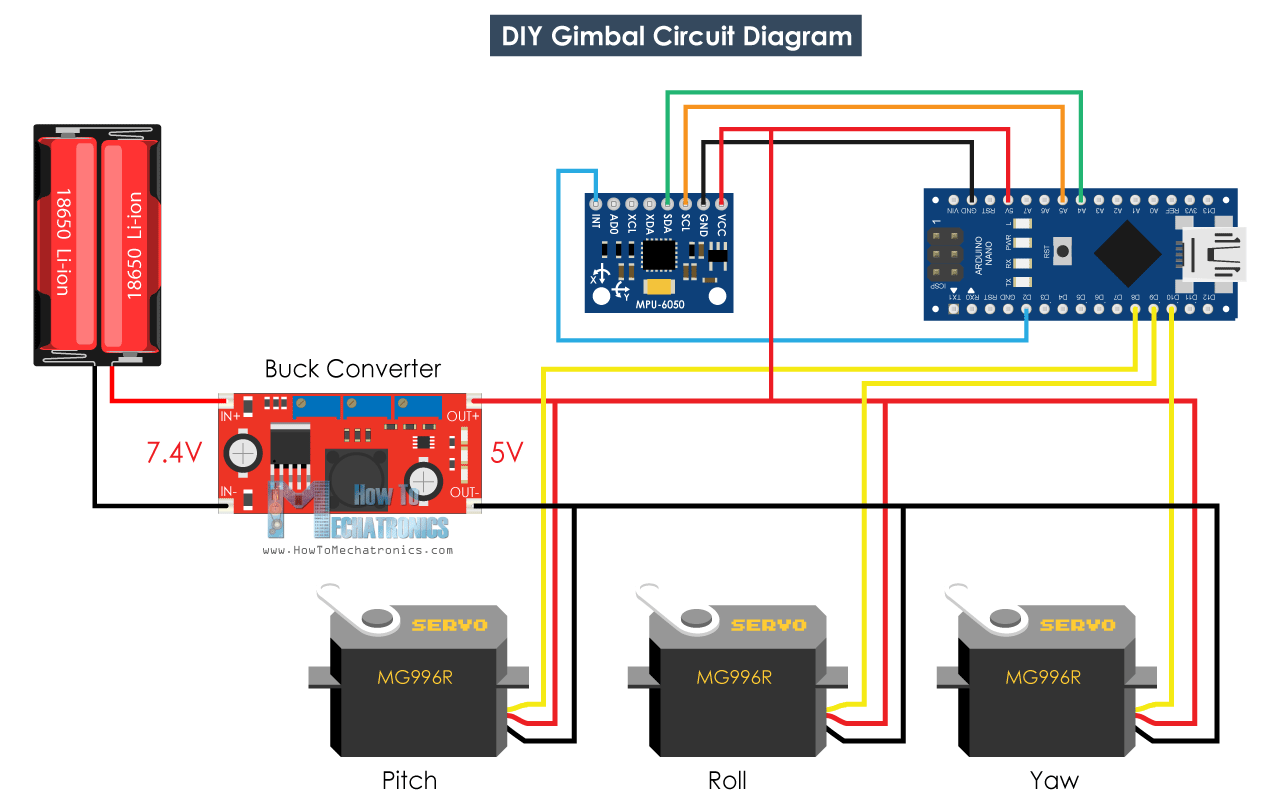 DIY Gimbal Circuit Diagram
18650 Li-ion
18650 Li-ion
INT
AD0
XCL
XDA
SDA
SCL
GND
VCC
X
Y
MPU-6050
VIN
GND
RST
5V
A7
A6
A5
A4
A3
A2
A1
A0
REF
3V3
D13
1
ICSP
ARDUINO
NANO
L
PWR
RX
TX
RST
TX1
RX0
RST
GND
D2
D3
D4
D5
D6
D7
D8
D9
D10
D11
D12
Buck Converter
IN+
OUT+
7.4V
5V
IN-
OUT-
How To
MECHATRONICS
www.HowToMechatronics.com
SERVO
SERVO
SERVO
MG996R
MG996R
MG996R
Pitch
Roll
Yaw